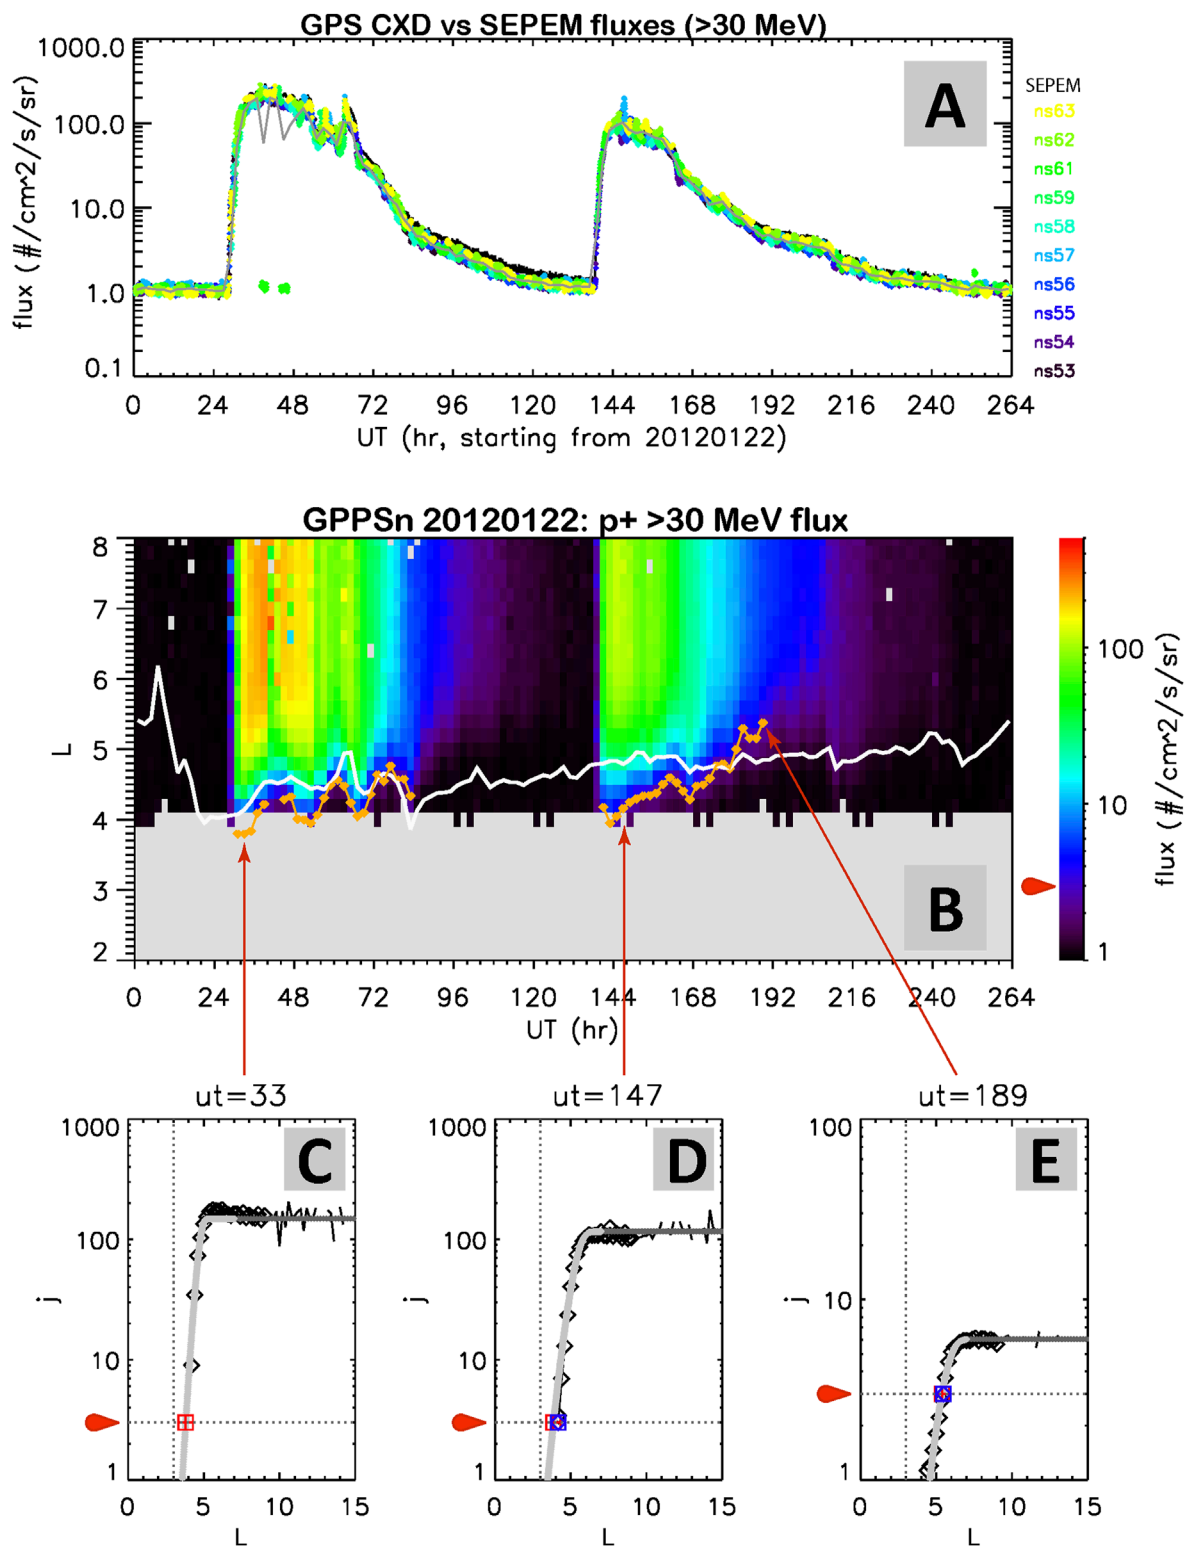 GPS CXD vs SEPEM fluxes (>30 MeV)
1000.0
100.0
10.0
1.0
0.1
flux (#/cm^2/s/sr)
A
SEPEM
ns63
ns62
ns61
ns59
ns58
ns57
ns56
ns55
ns54
ns53
0 24 48 72 96 120 144 168 192 216 240 264
UT (hr, starting from 20120122)
GPPSn 20120122: p+ >30 MeV flux
8
7
6
5
4
3
2
L
B
100
10
1
flux (#/cm^2/s/sr)
0 24 48 72 96 120 144 168 192 216 240 264
UT (hr)
ut=33
1000
100
10
1
j
C
0 5 10 15
L
ut=147
1000
100
10
1
j
D
0 5 10 15
L
ut=189
100
10
1
j
E
0 5 10 15
L